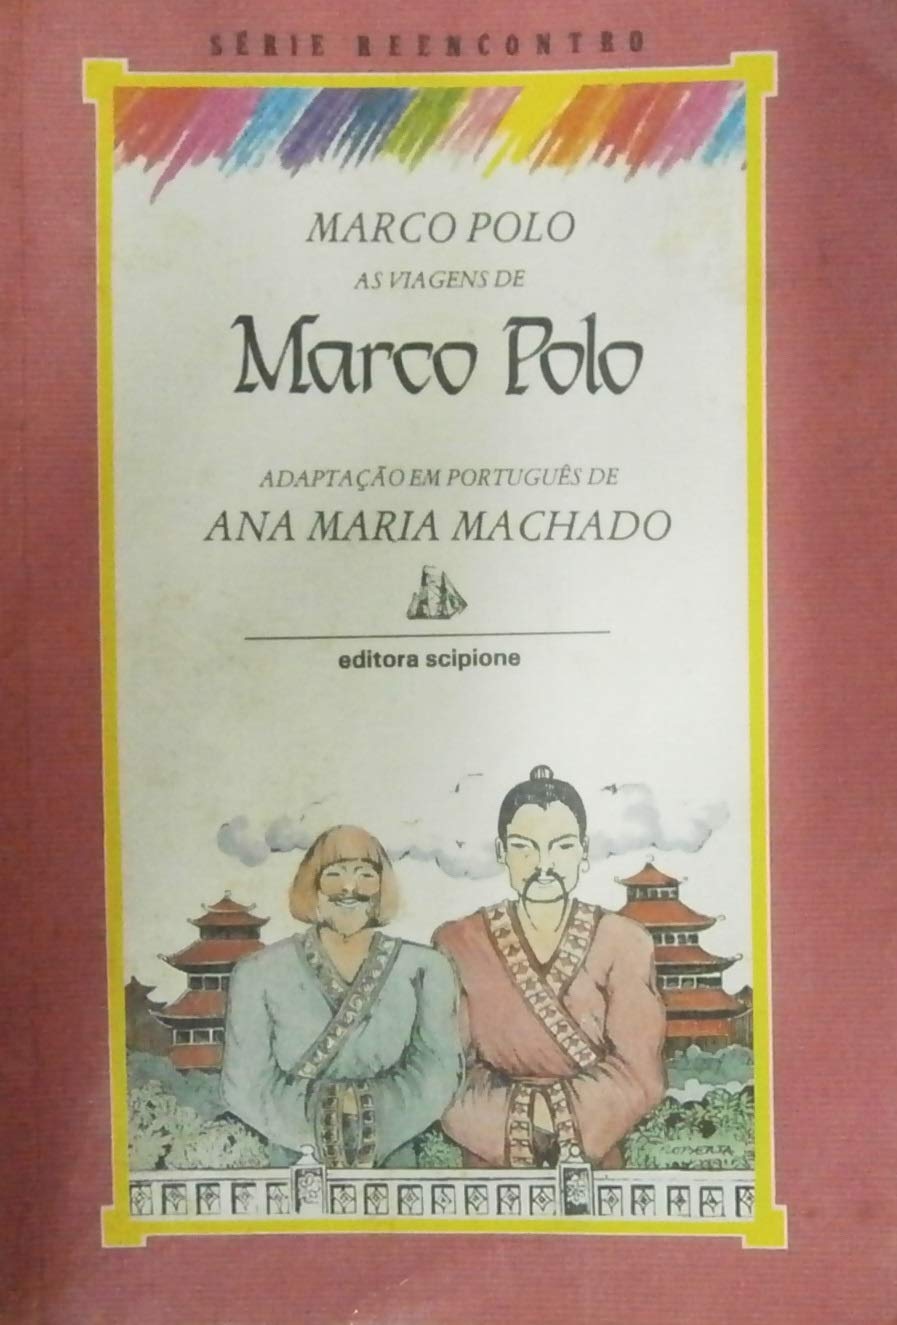 SÉRIE REENCONTRO
MARCO POLO
AS VIAGENS DE
Marco Polo
ADAPTAÇÃO EM PORTUGUÊS DE
ANA MARIA MACHADO
editora scipione